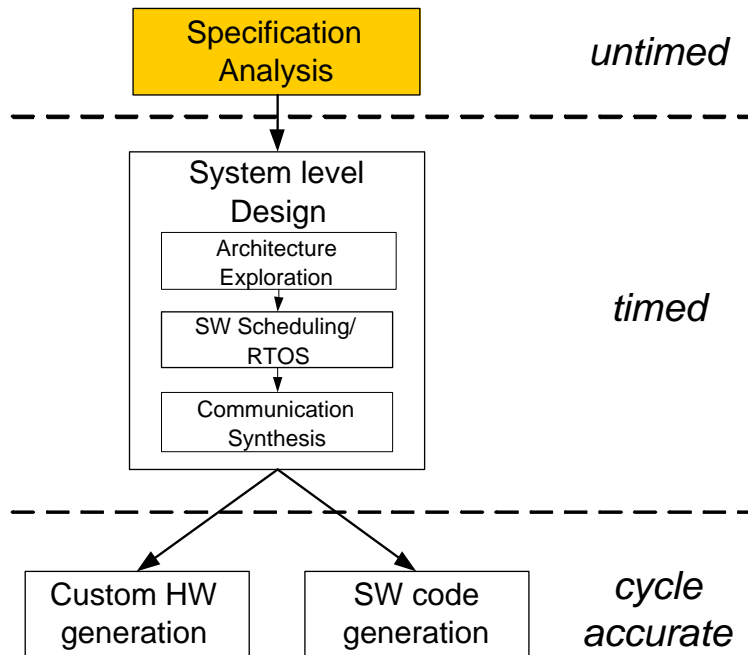 Specification
Analysis
untimed
System level
Design
Architecture
Exploration
SW Scheduling/
RTOS
Communication
Synthesis
timed
Custom HW
generation
SW code
generation
cycle
accurate